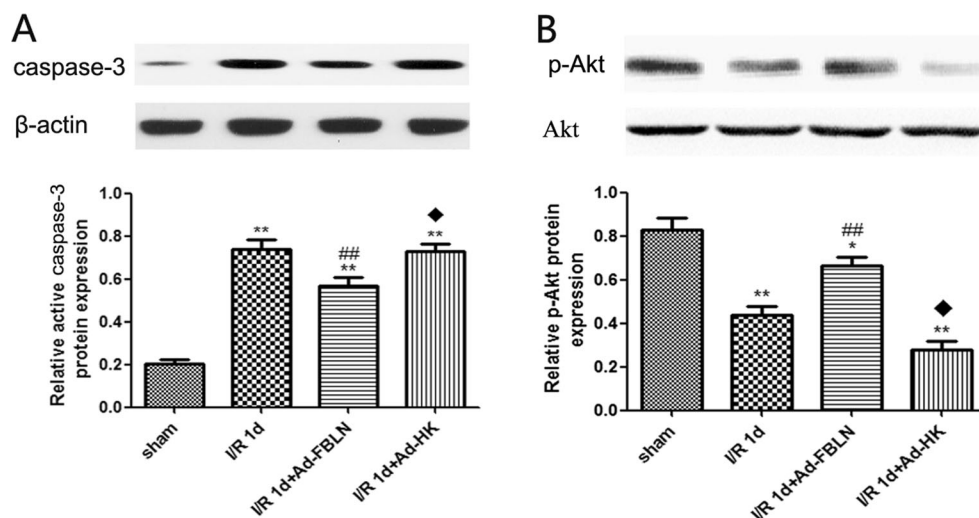 A
caspase-3
β-actin
Relative active caspase-3
protein expression
1.0
0.8
0.6
0.4
0.2
0.0
**
##
**
◆
**
sham
I/R 1d
I/R 1d+Ad-FBLN
I/R 1d+Ad-HK
B
p-Akt
Akt
Relative p-Akt protein
expression
1.0
0.8
0.6
0.4
0.2
0.0
**
##
*
◆
**
sham
I/R 1d
I/R 1d+Ad-FBLN
I/R 1d+Ad-HK